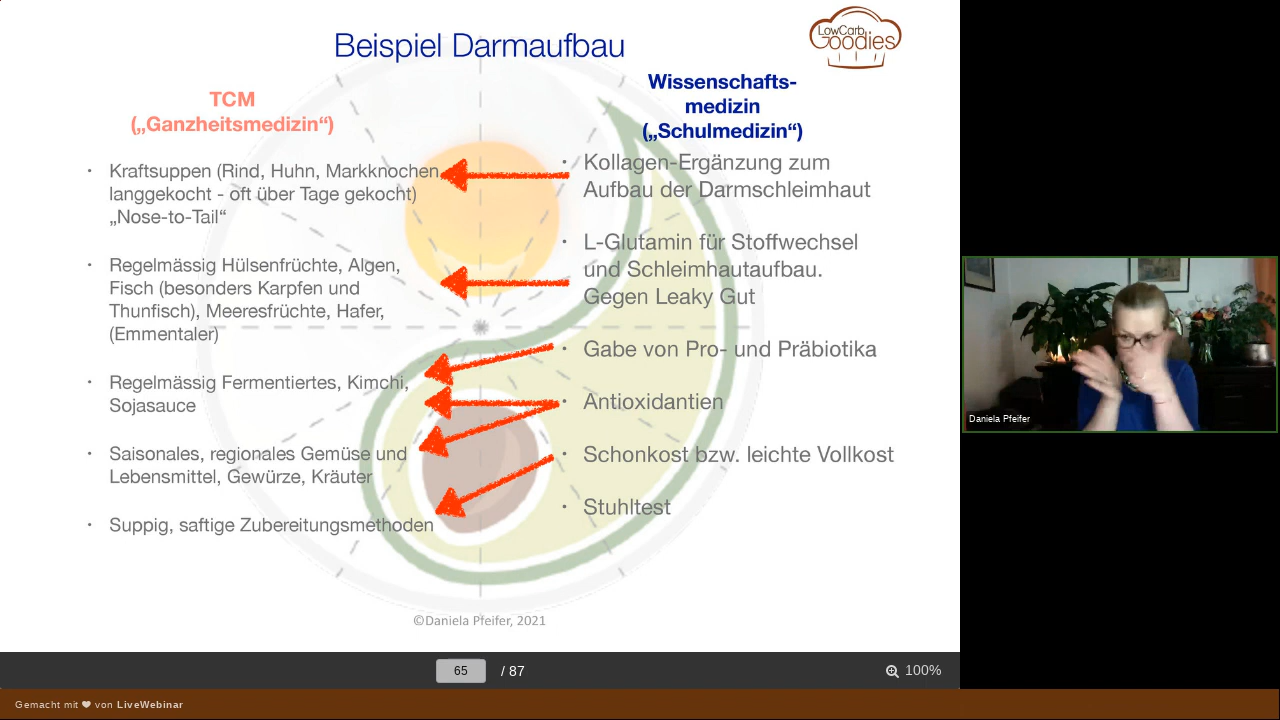 Beispiel Darmaufbau
LowCarb
Goodies
TCM
(„Ganzheitsmedizin“)
• Kraftsuppen (Rind, Huhn, Markknochen,
langgekocht - oft über Tage gekocht)
„Nose-to-Tail“
• Regelmässig Hülsenfrüchte, Algen,
Fisch (besonders Karpfen und
Thunfisch), Meeresfrüchte, Hafer,
(Emmentaler)
• Regelmässig Fermentiertes, Kimchi,
Sojasauce
• Saisonales, regionales Gemüse und
Lebensmittel, Gewürze, Kräuter
• Suppig, saftige Zubereitungsmethoden
Wissenschafts-
medizin
(„Schulmedizin“)
• Kollagen-Ergänzung zum
Aufbau der Darmschleimhaut
• L-Glutamin für Stoffwechsel
und Schleimhautaufbau.
Gegen Leaky Gut
• Gabe von Pro- und Präbiotika
• Antioxidantien
• Schonkost bzw. leichte Vollkost
• Stuhltest
©Daniela Pfeifer, 2021
Daniela Pfeifer
65 / 87
100%
Gemacht mit ❤ von LiveWebinar